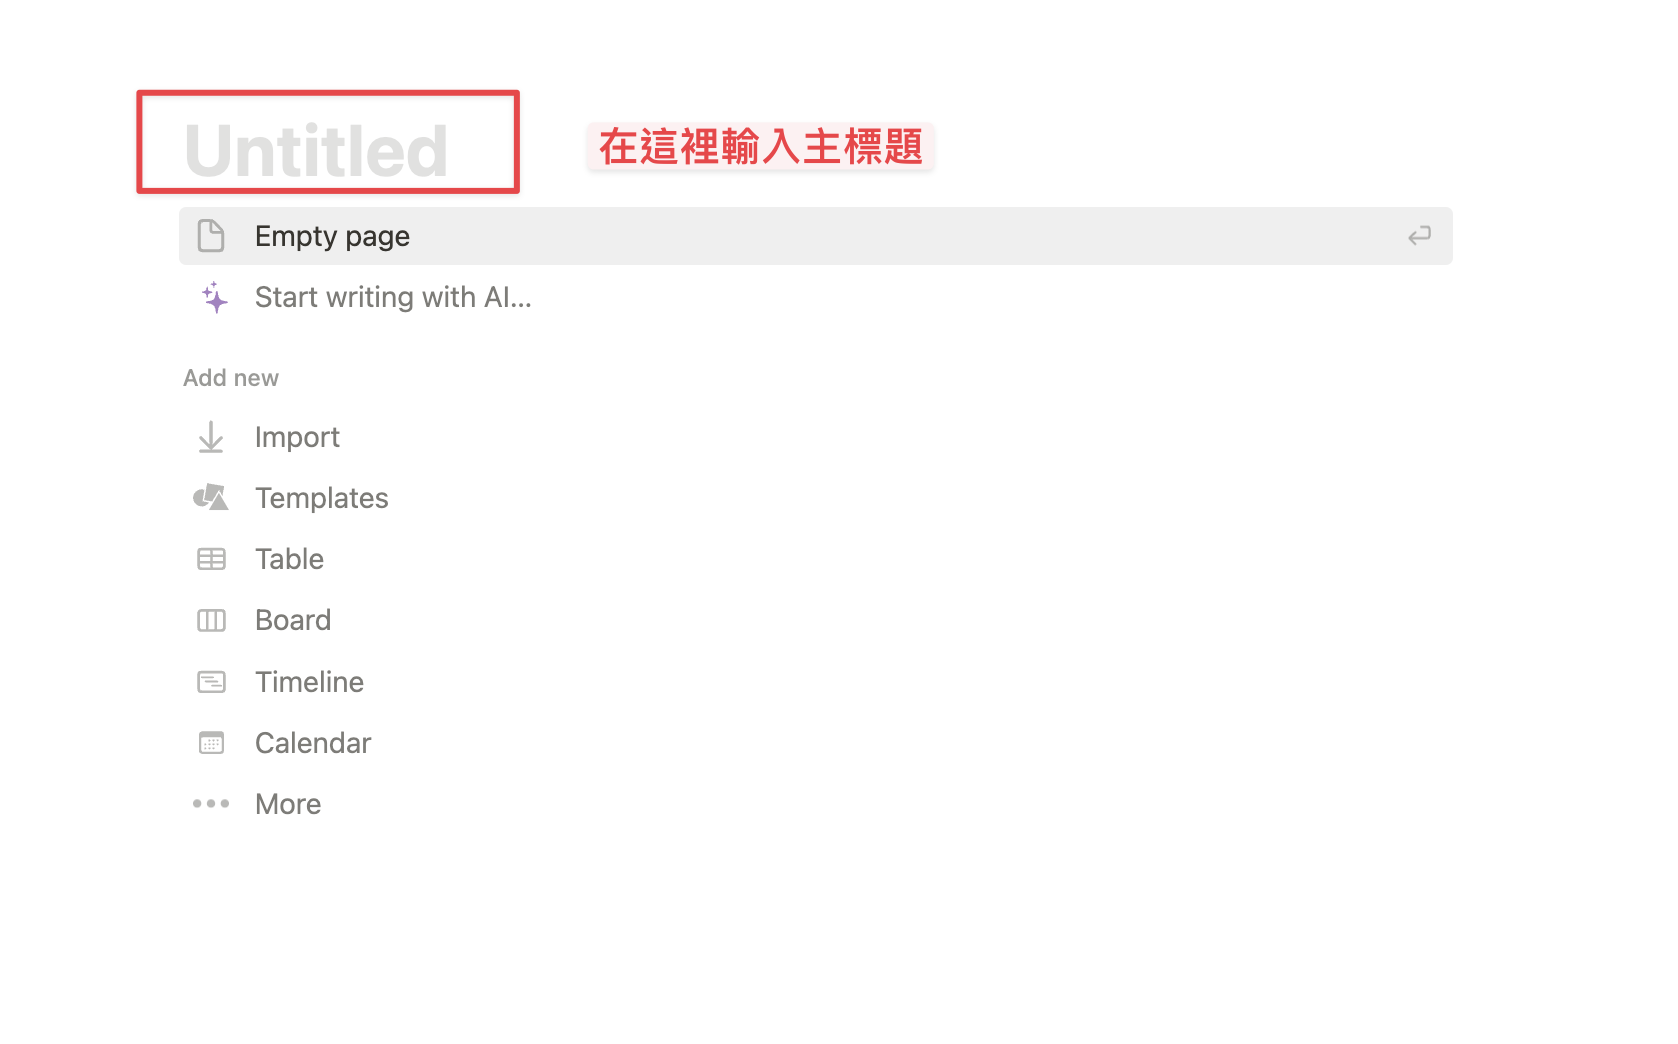 Untitled
在這裡輸入主標題
Empty page
Start writing with AI...
Add new
Import
Templates
Table
Board
Timeline
Calendar
More